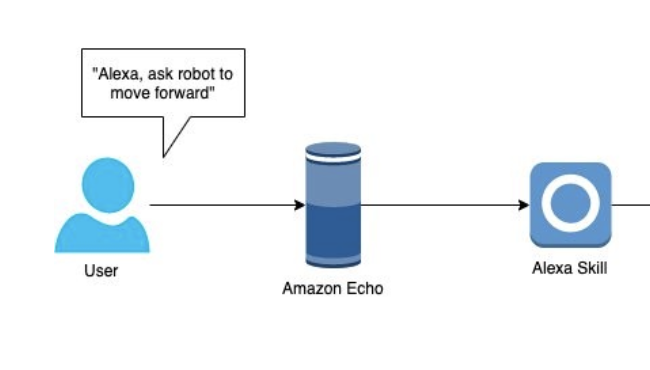 "Alexa, ask robot to
move forward"
User
Amazon Echo
Alexa Skill